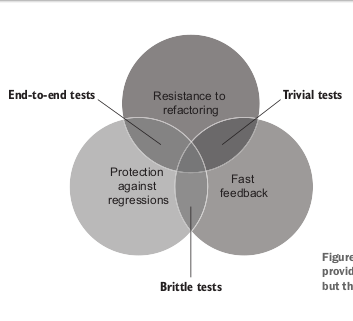 End-to-end tests
Resistance to
refactoring
Trivial tests
Protection
against
regressions
Fast
feedback
Brittle tests
Figure
provid
but th